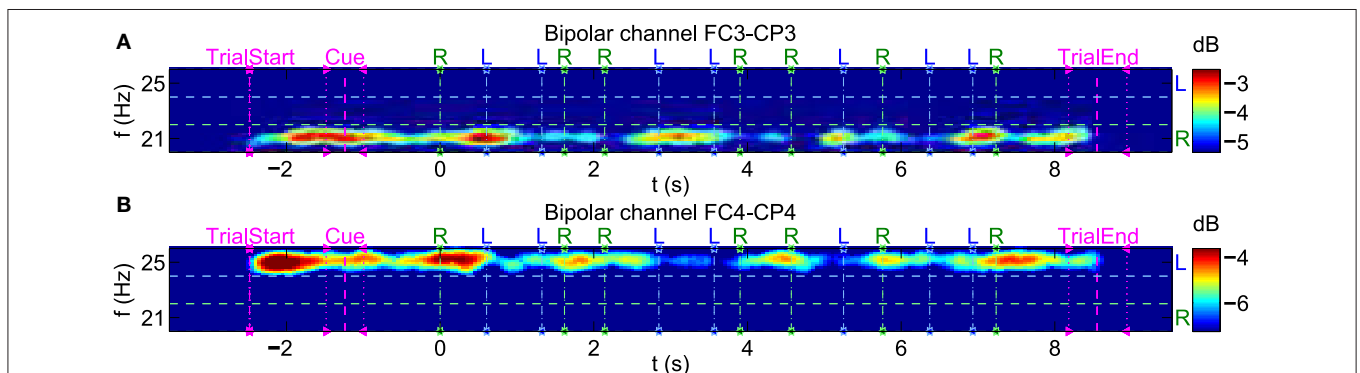 A
Bipolar channel FC3-CP3
dB
TrialStart Cue R L L R R L L R R L R L L R TrialEnd
f (Hz)
25
21
L
R
−3
−4
−5
−2 0 2 4 6 8
t (s)
B
Bipolar channel FC4-CP4
dB
TrialStart Cue R L L R R L L R R L R L L R TrialEnd
f (Hz)
25
21
L
R
−4
−6
−2 0 2 4 6 8
t (s)